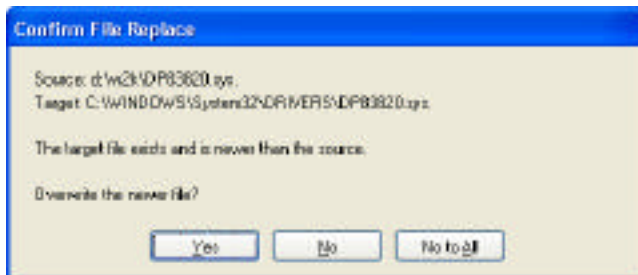 Confirm File Replace
Source: d:\w2k\DP83820.sys.
Target: C:\WINDOWS\System32\DRIVERS\DP83820.sys.
The target file exists and is newer than the source.
Overwrite the newer file?
Yes No No to All